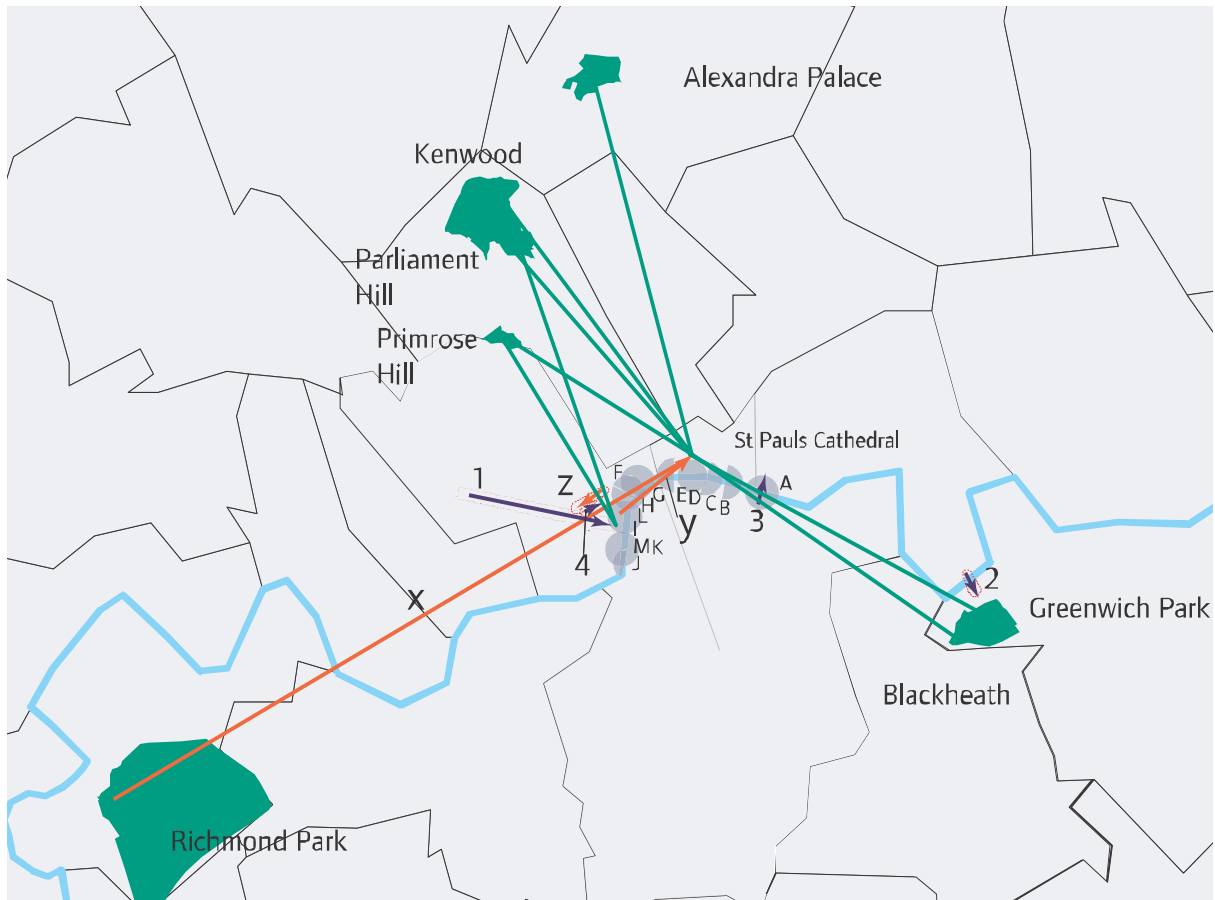 Alexandra Palace
Kenwood
Parliament
Hill
Primrose
Hill
St Pauls Cathedral
1
Z
F
G
E
D
C
B
A
H
L
I
y
3
4
M
K
J
2
X
Greenwich Park
Blackheath
Richmond Park